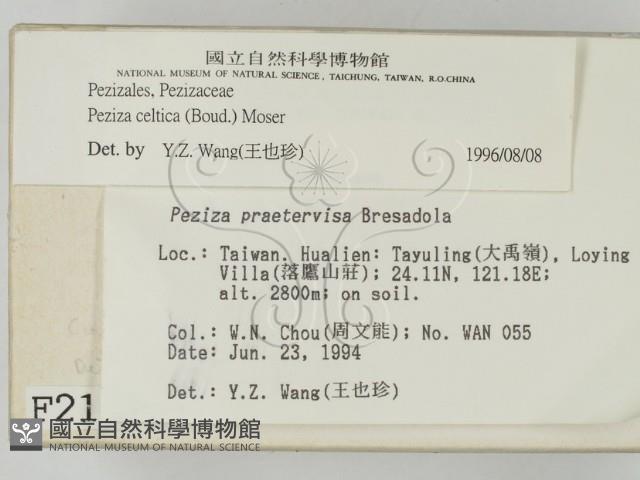 國立自然科學博物館
NATIONAL MUSEUM OF NATURAL SCIENCE, TAICHUNG, TAIWAN, R.O.CHINA
Pezizales, Pezizaceae
Peziza celtica (Boud.) Moser
Det. by Y.Z. Wang(王也珍) 1996/08/08
Peziza praetervisa Bresadola
Loc.: Taiwan. Hualien: Tayuling(大禹嶺), Loying
Villa(落鷹山莊); 24.11N, 121.18E;
alt. 2800m; on soil.
Col.: W.N. Chou(周文能); No. WAN 055
Date: Jun. 23, 1994
Det.: Y.Z. Wang(王也珍)
F21
國立自然科學博物館
NATIONAL MUSEUM OF NATURAL SCIENCE